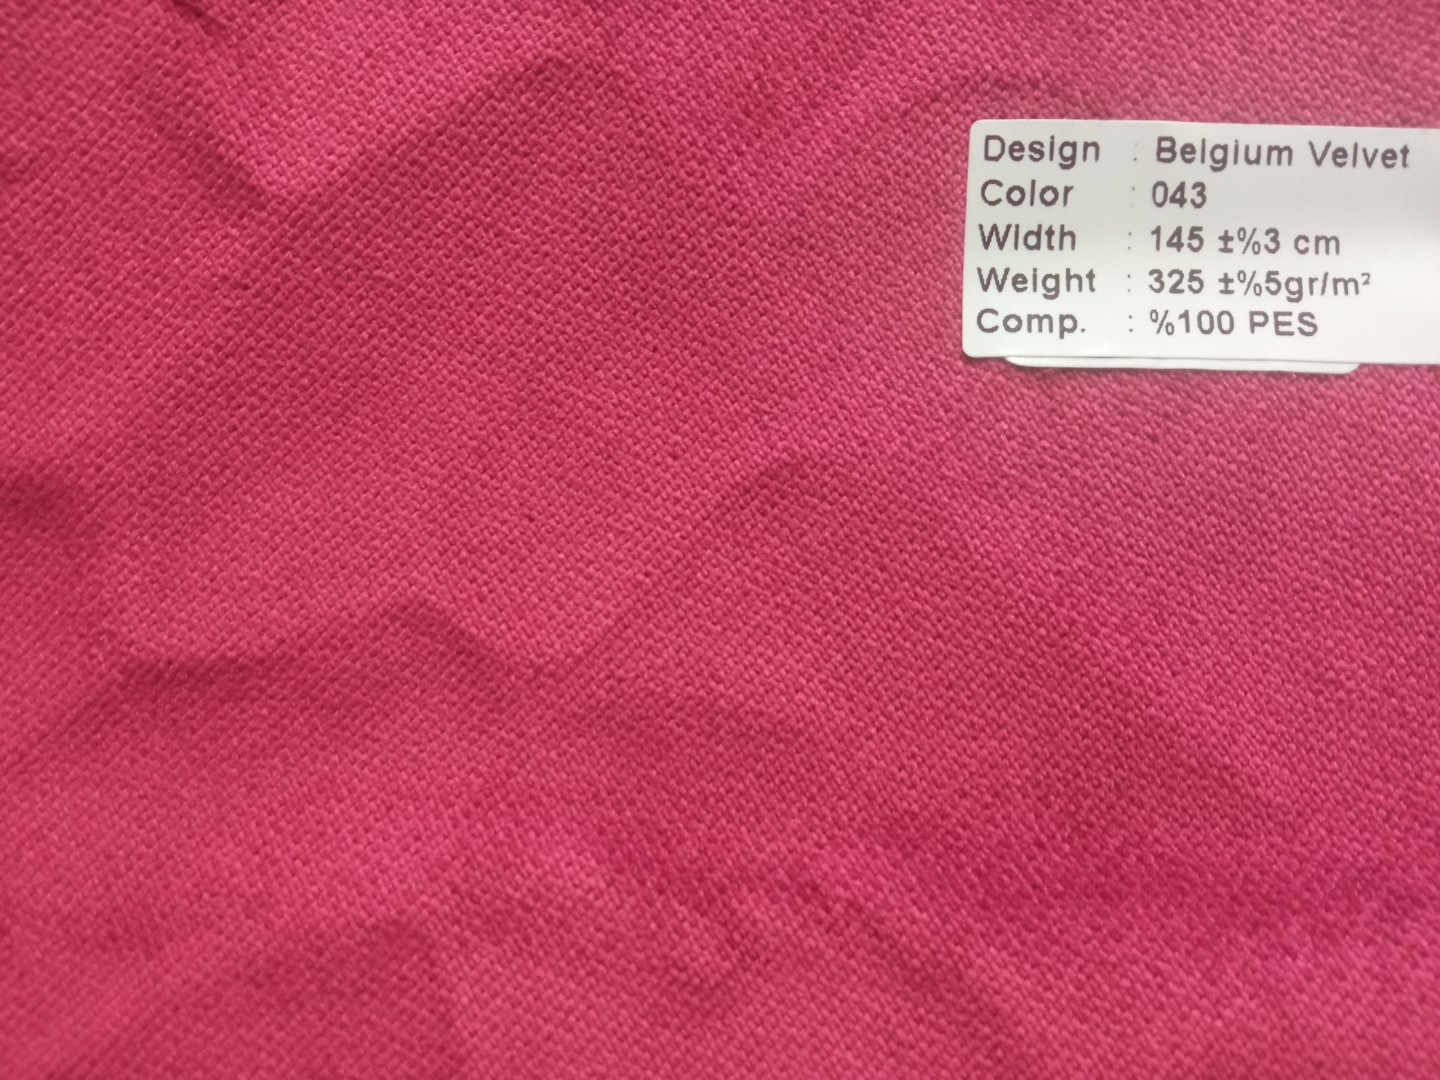 Design : Belgium Velvet
Color : 043
Width : 145 ±%3 cm
Weight : 325 ±%5gr/m²
Comp. : %100 PES